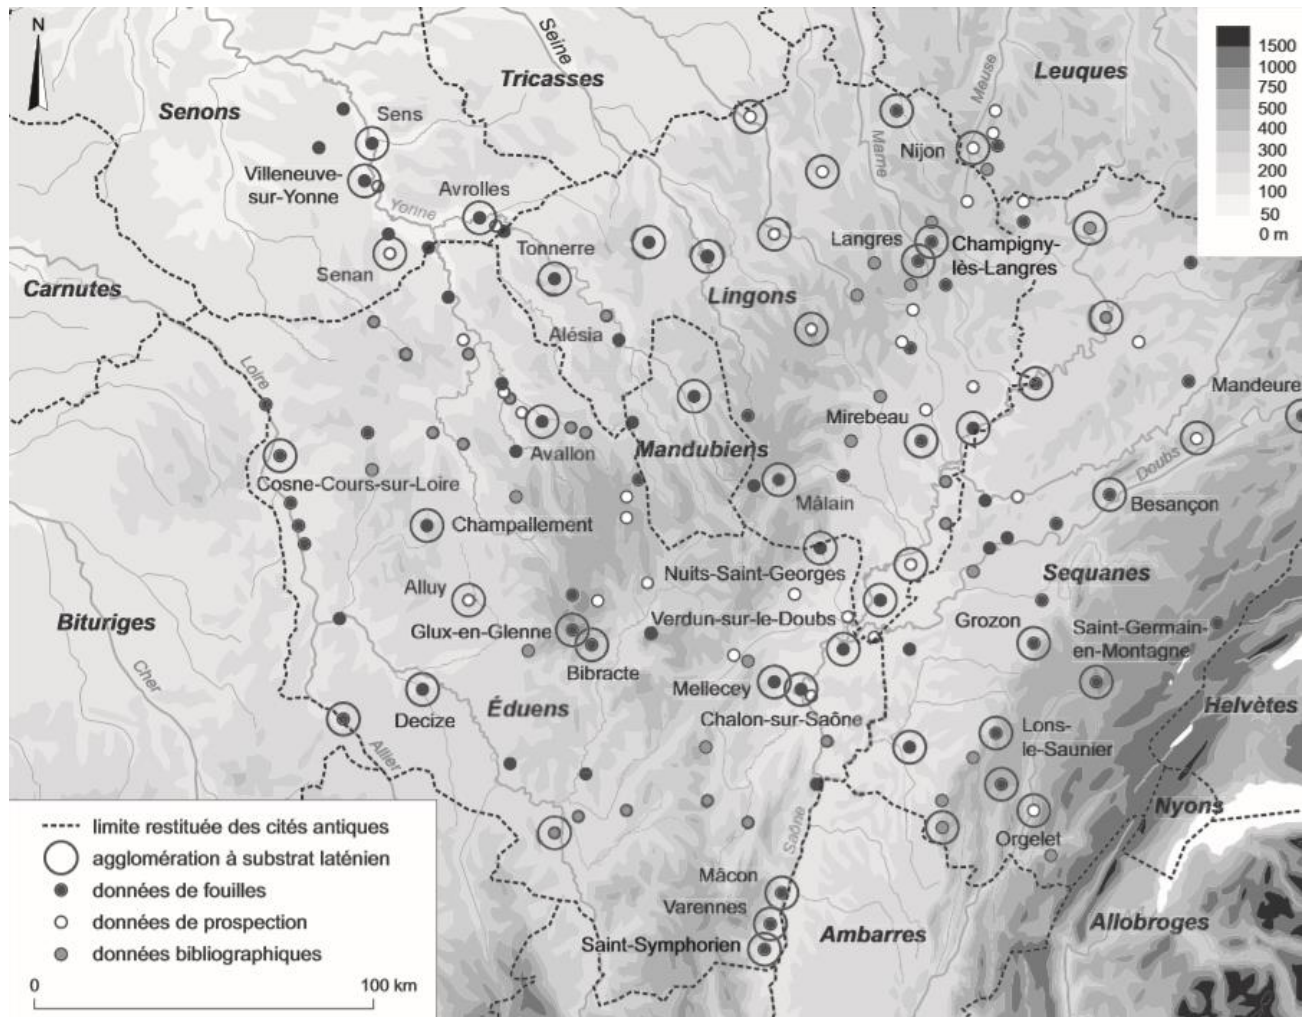 N
Seine
Tricasses
Meuse
Leuques
1500
1000
750
500
400
300
200
100
50
0 m
Senons
Sens
Marne
Nijon
Villeneuve-
sur-Yonne
Avrolles
Yonne
Tonnerre
Langres
Champigny-
lès-Langres
Senan
Carnutes
Lingons
Alésia
Loire
Mandeure
Mirebeau
Mandubiens
Avallon
Doubs
Cosne-Cours-sur-Loire
Mâlain
Besançon
Champallement
Nuits-Saint-Georges
Sequanes
Alluy
Verdun-sur-le-Doubs
Grozon
Saint-Germain-
en-Montagne
Bituriges
Glux-en-Glenne
Bibracte
Cher
Mellecey
Decize
Éduens
Chalon-sur-Saône
Helvètes
Lons-
le-Saunier
Allier
Nyons
Orgelet
Saône
limite restituée des cités antiques
agglomération à substrat laténien
données de fouilles
données de prospection
données bibliographiques
0
100 km
Mâcon
Varennes
Saint-Symphorien
Ambarres
Allobroges